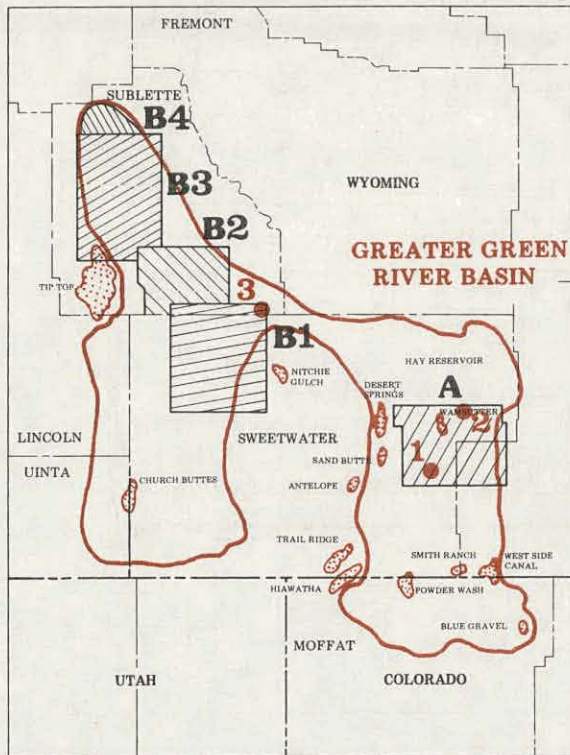 FREMONT
SUBLETTE
B4
B3
WYOMING
B2
GREATER GREEN
RIVER BASIN
TIP TOP
3
B1
HAY RESERVOIR
NITCHIE
GULCH
DESERT
SPRINGS
A
WAMSUTTER
2
LINCOLN
SWEETWATER
SAND BUTTE
1
UINTA
CHURCH BUTTES
ANTELOPE
TRAIL RIDGE
SMITH RANCH
WEST SIDE
CANAL
HIAWATHA
POWDER WASH
BLUE GRAVEL
MOFFAT
UTAH
COLORADO